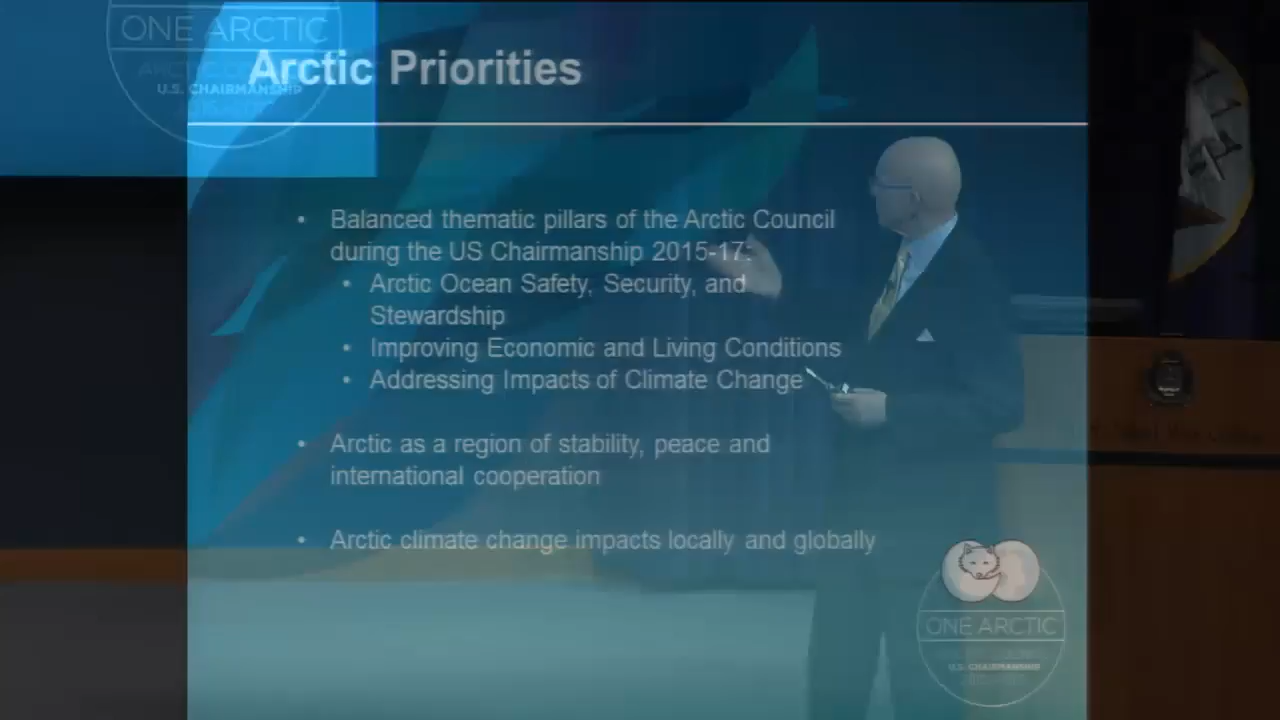 ONE ARCTIC
U.S. CHAIRMANSHIP
Arctic Priorities
• Balanced thematic pillars of the Arctic Council
during the US Chairmanship 2015-17:
• Arctic Ocean Safety, Security, and
Stewardship
• Improving Economic and Living Conditions
• Addressing Impacts of Climate Change
• Arctic as a region of stability, peace and
international cooperation
• Arctic climate change impacts locally and globally
ONE ARCTIC
U.S. CHAIRMANSHIP